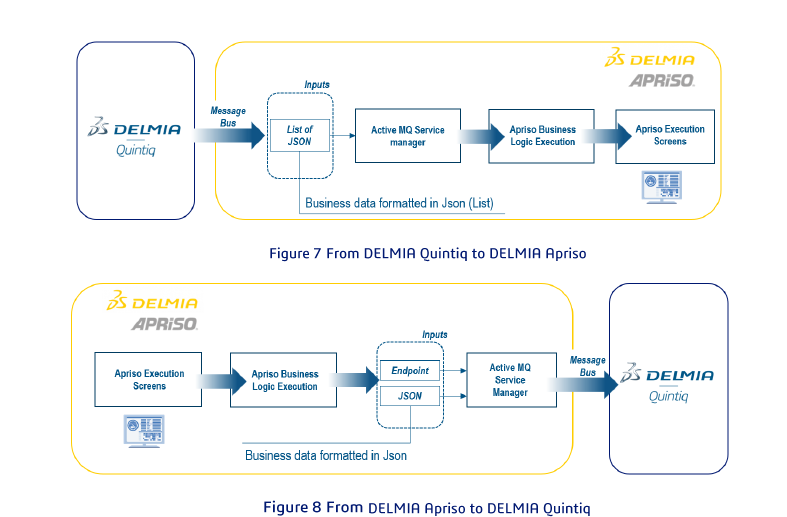 DELMIA
APRISO
Inputs
Message
Bus
DELMIA
Quintiq
List of
JSON
Active MQ Service
manager
Apriso Business
Logic Execution
Apriso Execution
Screens
Business data formatted in Json (List)
Figure 7 From DELMIA Quintiq to DELMIA Apriso
DELMIA
APRISO
Inputs
Apriso Execution
Screens
Apriso Business
Logic Execution
Endpoint
JSON
Active MQ
Service
Manager
Message
Bus
DELMIA
Quintiq
Business data formatted in Json
Figure 8 From DELMIA Apriso to DELMIA Quintiq